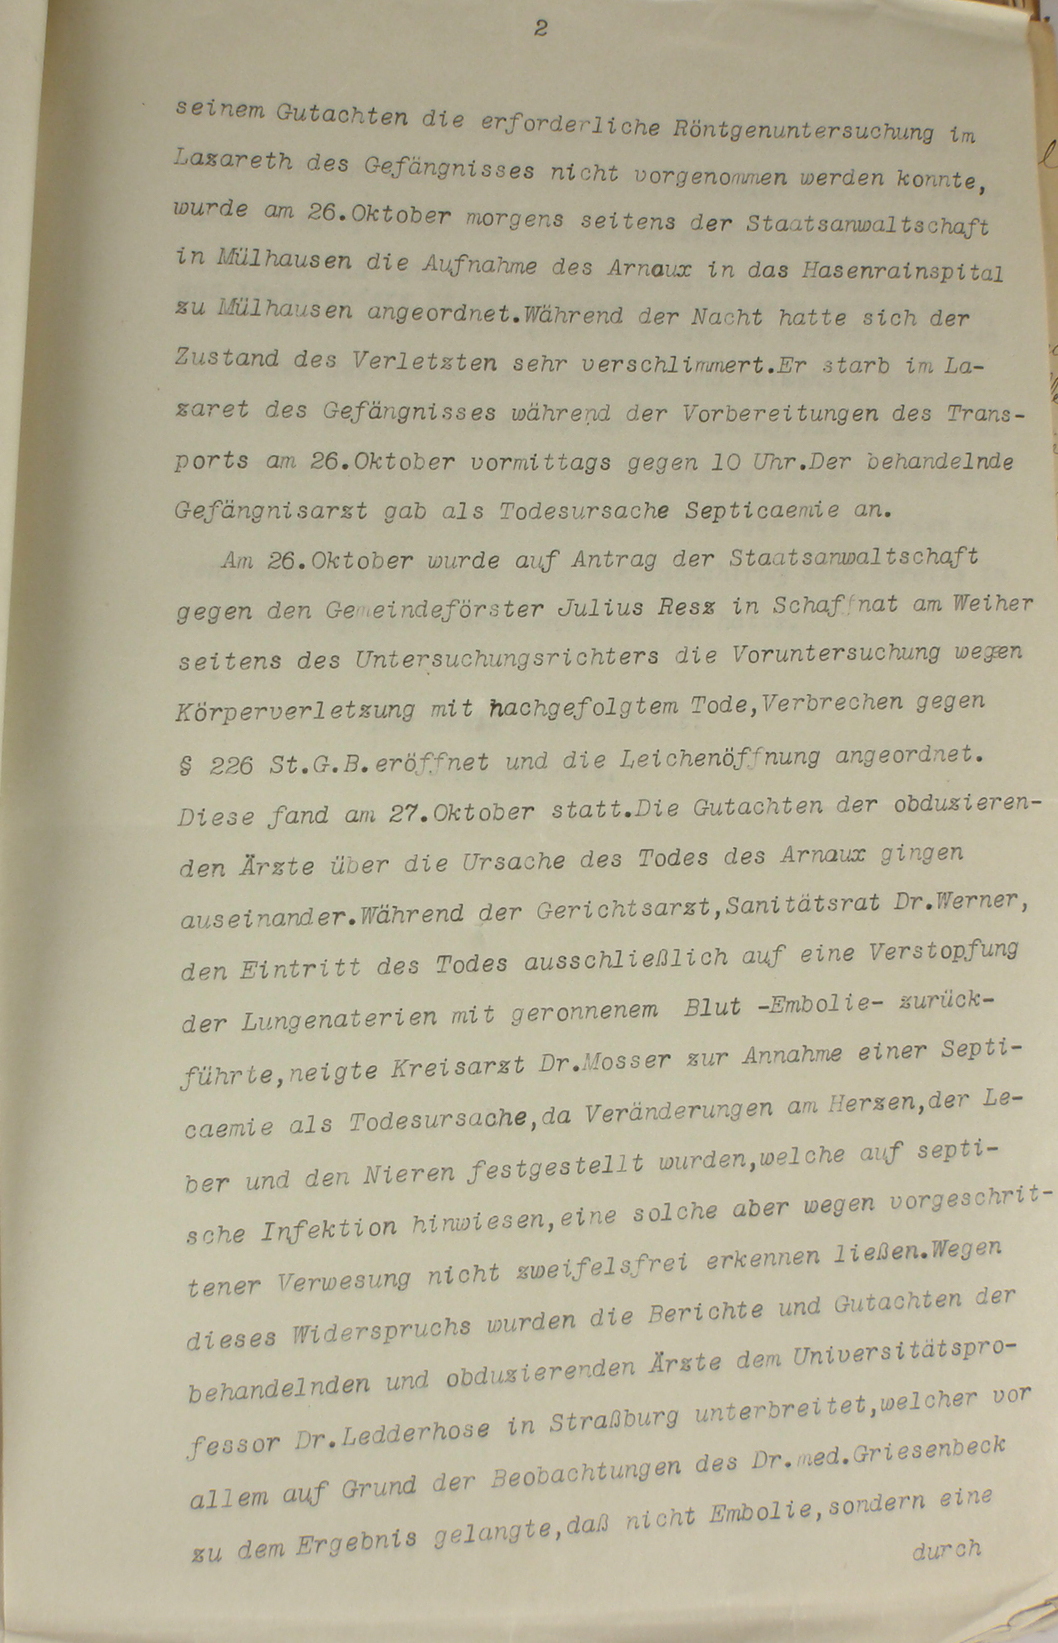 2
seinem Gutachten die erforderliche Röntgenuntersuchung im
Lazareth des Gefängnisses nicht vorgenommen werden konnte,
wurde am 26.Oktober morgens seitens der Staatsanwaltschaft
in Mülhausen die Aufnahme des Arnaux in das Hasenrainspital
zu Mülhausen angeordnet.Während der Nacht hatte sich der
Zustand des Verletzten sehr verschlimmert.Er starb im La-
zaret des Gefängnisses während der Vorbereitungen des Trans-
ports am 26.Oktober vormittags gegen 10 Uhr.Der behandelnde
Gefängnisarzt gab als Todesursache Septicaemie an.
Am 26.Oktober wurde auf Antrag der Staatsanwaltschaft
gegen den Gemeindeförster Julius Resz in Schaffnat am Weiher
seitens des Untersuchungsrichters die Voruntersuchung wegen
Körperverletzung mit nachgefolgtem Tode,Verbrechen gegen
§ 226 St.G.B.eröffnet und die Leichenöffnung angeordnet.
Diese fand am 27.Oktober statt.Die Gutachten der obduzieren-
den Ärzte über die Ursache des Todes des Arnaux gingen
auseinander.Während der Gerichtsarzt,Sanitätsrat Dr.Werner,
den Eintritt des Todes ausschließlich auf eine Verstopfung
der Lungenaterien mit geronnenem Blut -Embolie- zurück-
führte,neigte Kreisarzt Dr.Mosser zur Annahme einer Septi-
caemie als Todesursache,da Veränderungen am Herzen,der Le-
ber und den Nieren festgestellt wurden,welche auf septi-
sche Infektion hinwiesen,eine solche aber wegen vorgeschrit-
tener Verwesung nicht zweifelsfrei erkennen ließen.Wegen
dieses Widerspruchs wurden die Berichte und Gutachten der
behandelnden und obduzierenden Ärzte dem Universitätspro-
fessor Dr.Ledderhose in Straßburg unterbreitet,welcher vor
allem auf Grund der Beobachtungen des Dr.med.Griesenbeck
zu dem Ergebnis gelangte,daß nicht Embolie,sondern eine
durch